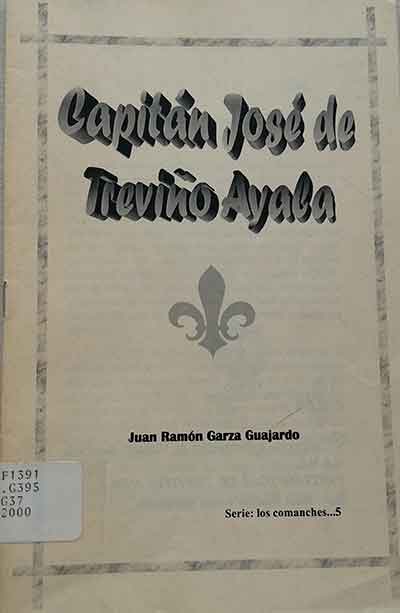 Capitán José de
Treviño Ayala
Juan Ramón Garza Guajardo
F1391
.G395
G37
2000
Serie: los comanches...5